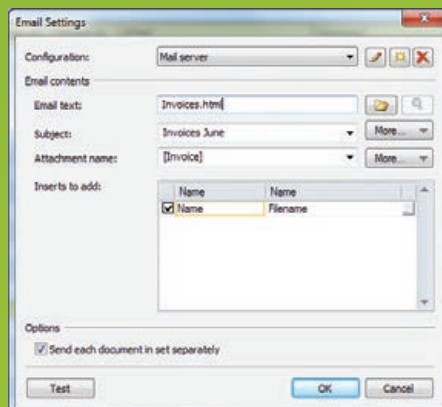 Email Settings
Configuration: Mail server
Email contents
Email text: Invoices.html
Subject: Invoices June More...
Attachment name: [Invoice] More...
Inserts to add: Name Name
Name Filename
Options
Send each document in set separately
Test OK Cancel